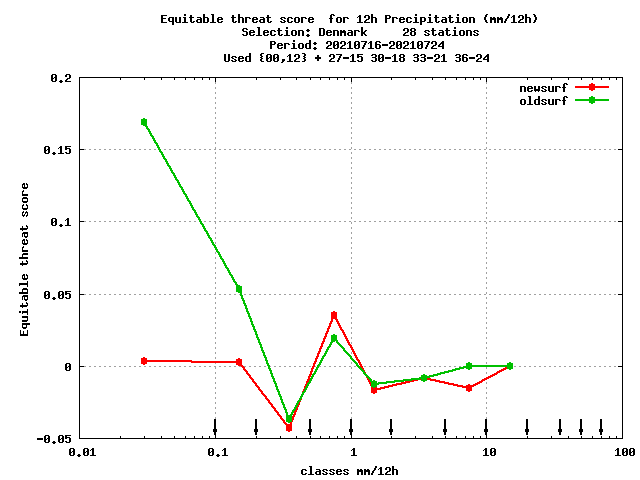 Equitable threat score  for 12h Precipitation (mm/12h)
Selection: Denmark     28 stations
Period: 20210716-20210724
Used {00,12} + 27-15 30-18 33-21 36-24
newsurf
oldsurf
0.2
0.15
0.1
0.05
0
-0.05
Equitable threat score
0.01 0.1 1 10 100
classes mm/12h